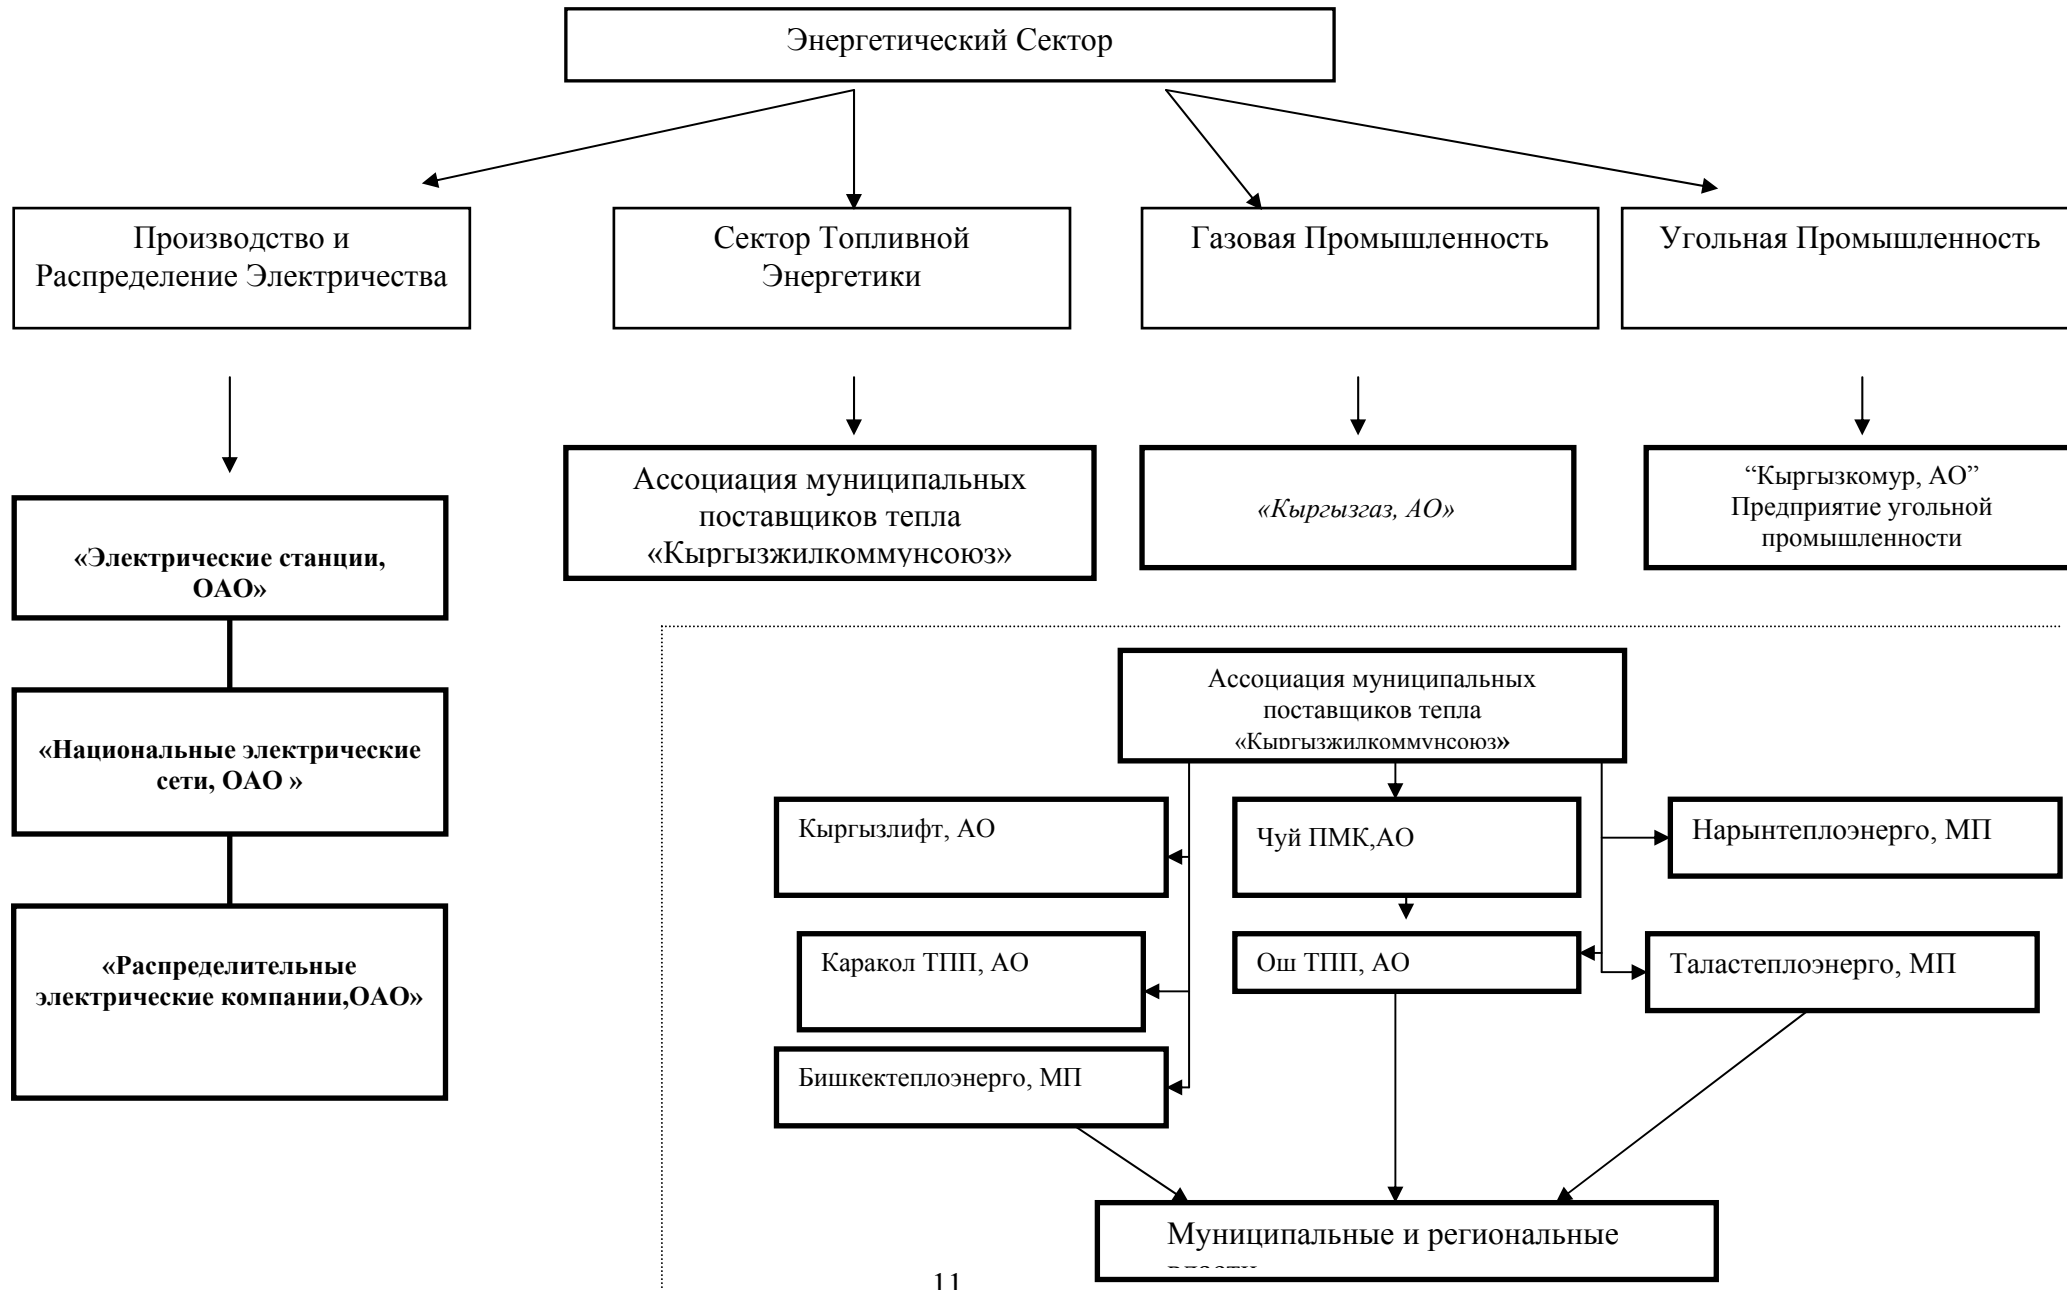 Энергетический Сектор
Производство и
Распределение Электричества
Сектор Топливной
Энергетики
Газовая Промышленность
Угольная Промышленность
Ассоциация муниципальных
поставщиков тепла
«Кыргызжилкоммунсоюз»
«Кыргызгаз, АО»
“Кыргызкомур, АО”
Предприятие угольной
промышленности
«Электрические станции,
ОАО»
«Национальные электрические
сети, ОАО »
«Распределительные
электрические компании,ОАО»
Ассоциация муниципальных
поставщиков тепла
«Кыргызжилкоммунсоюз»
Кыргызлифт, АО
Чуй ПМК,АО
Нарынтеплоэнерго, МП
Каракол ТПП, АО
Ош ТПП, АО
Таластеплоэнерго, МП
Бишкектеплоэнерго, МП
Муниципальные и региональные
власти
11